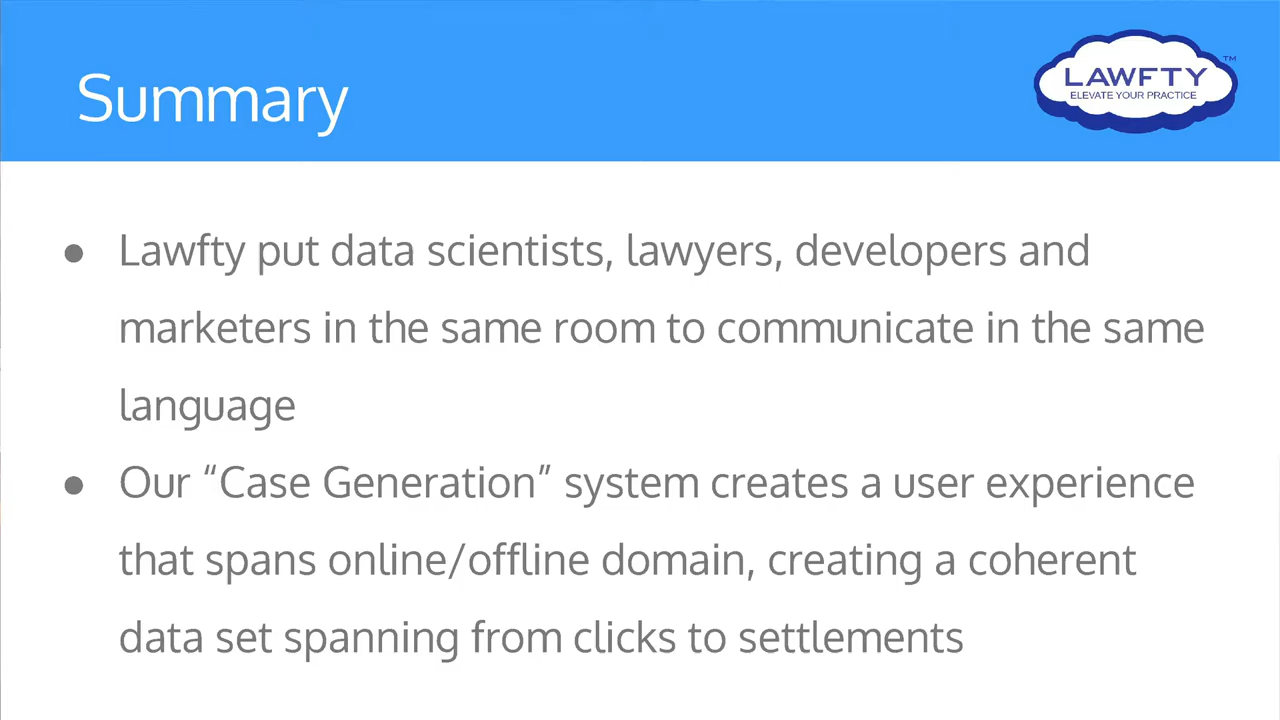 Summary
LAWFTY™
ELEVATE YOUR PRACTICE
● Lawfty put data scientists, lawyers, developers and
marketers in the same room to communicate in the same
language
● Our “Case Generation” system creates a user experience
that spans online/offline domain, creating a coherent
data set spanning from clicks to settlements